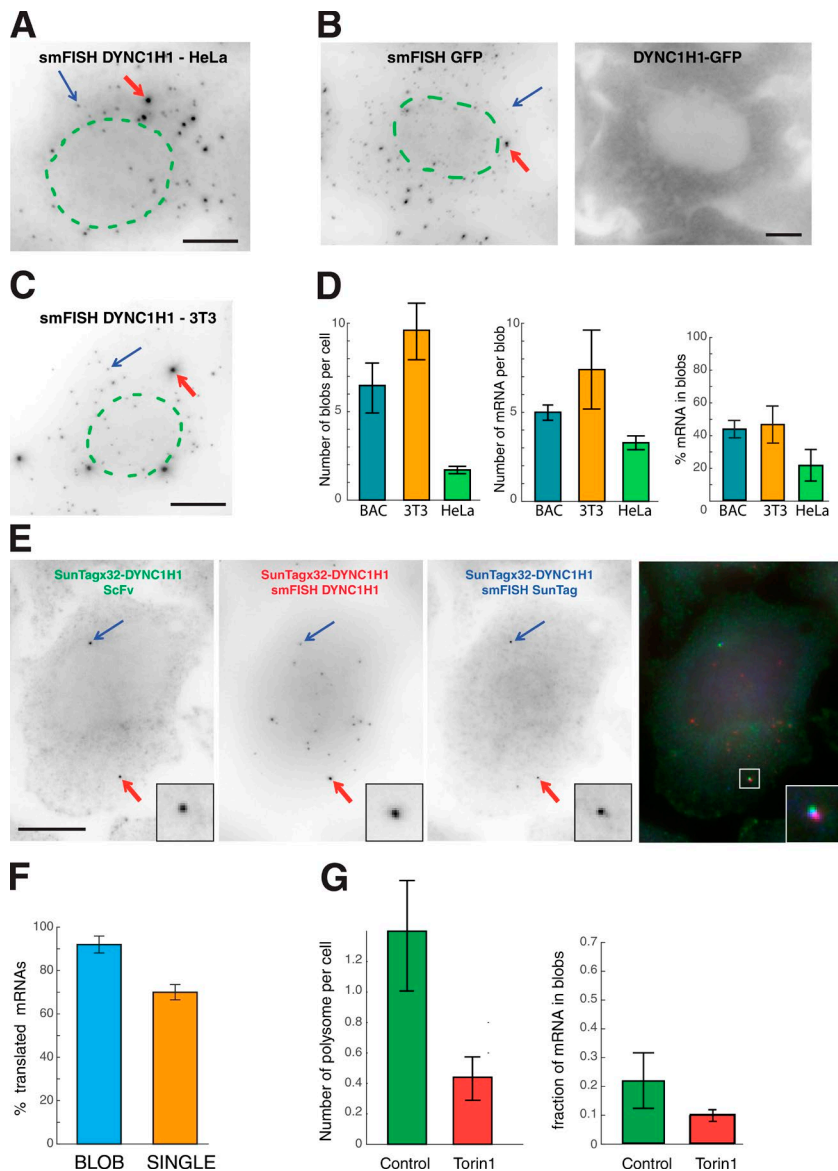 A
smFISH DYNC1H1 - HeLa
B
smFISH GFP
DYNC1H1-GFP
C
smFISH DYNC1H1 - 3T3
D
Number of blobs per cell
10
5
0
BAC 3T3 HeLa
Number of mRNA per blob
10
5
0
BAC 3T3 HeLa
% mRNA in blobs
100
80
60
40
20
0
BAC 3T3 HeLa
E
SunTagx32-DYNC1H1
ScFv
SunTagx32-DYNC1H1
smFISH DYNC1H1
SunTagx32-DYNC1H1
smFISH SunTag
F
% translated mRNAs
100
80
60
40
20
0
BLOB SINGLE
G
Number of polysome per cell
1.2
1
0.8
0.6
0.4
0.2
0
Control Torin1
fraction of mRNA in blobs
0.7
0.6
0.5
0.4
0.3
0.2
0.1
0
Control Torin1